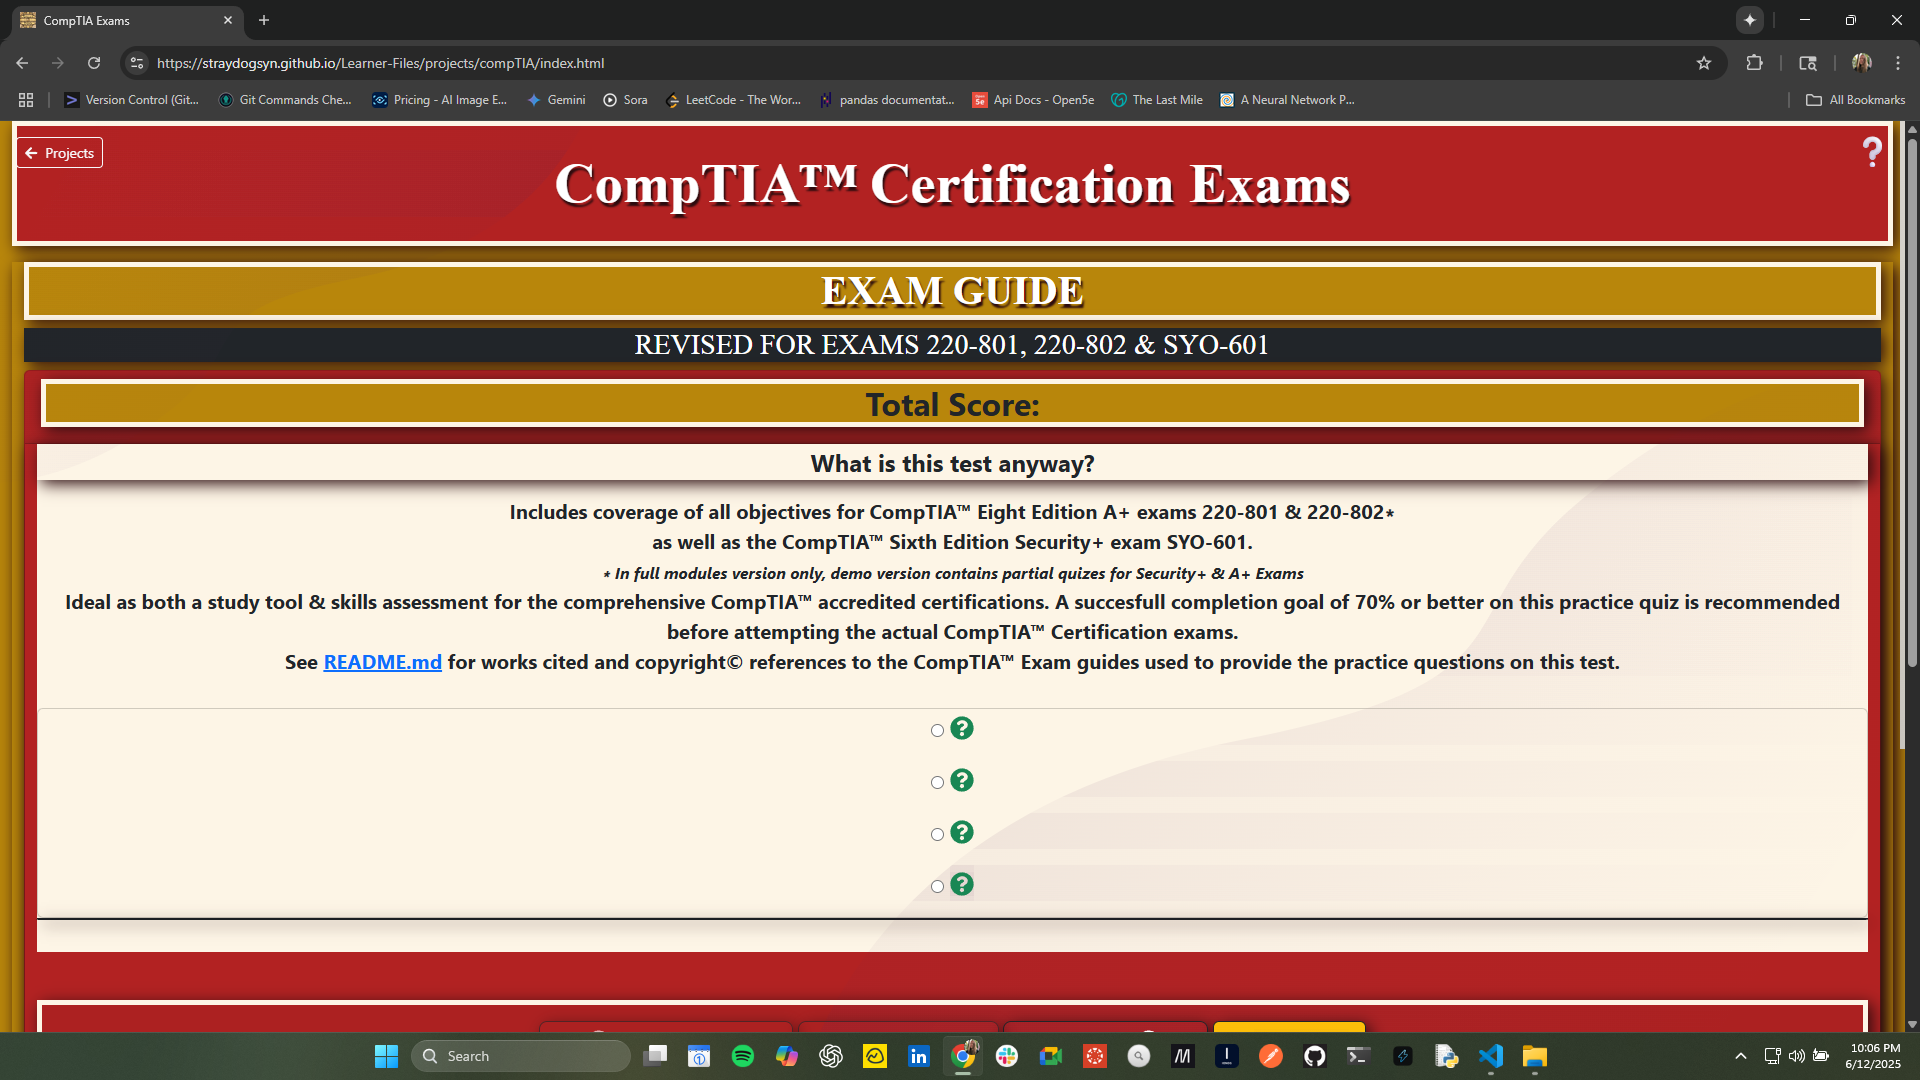 CompTIA Exams
https://straydogsyn.github.io/Learner-Files/projects/compTIA/index.html
Version Control (Git...
Git Commands Che...
Pricing - AI Image E...
Gemini
Sora
LeetCode - The Wor...
pandas documentat...
Api Docs - Open5e
The Last Mile
A Neural Network P...
All Bookmarks
Projects
CompTIA™ Certification Exams
EXAM GUIDE
REVISED FOR EXAMS 220-801, 220-802 & SYO-601
Total Score:
What is this test anyway?
Includes coverage of all objectives for CompTIA™ Eight Edition A+ exams 220-801 & 220-802*
as well as the CompTIA™ Sixth Edition Security+ exam SYO-601.
* In full modules version only, demo version contains partial quizes for Security+ & A+ Exams
Ideal as both a study tool & skills assessment for the comprehensive CompTIA™ accredited certifications. A succesfull completion goal of 70% or better on this practice quiz is recommended
before attempting the actual CompTIA™ Certification exams.
See README.md for works cited and copyright© references to the CompTIA™ Exam guides used to provide the practice questions on this test.
Search
10:06 PM
6/12/2025